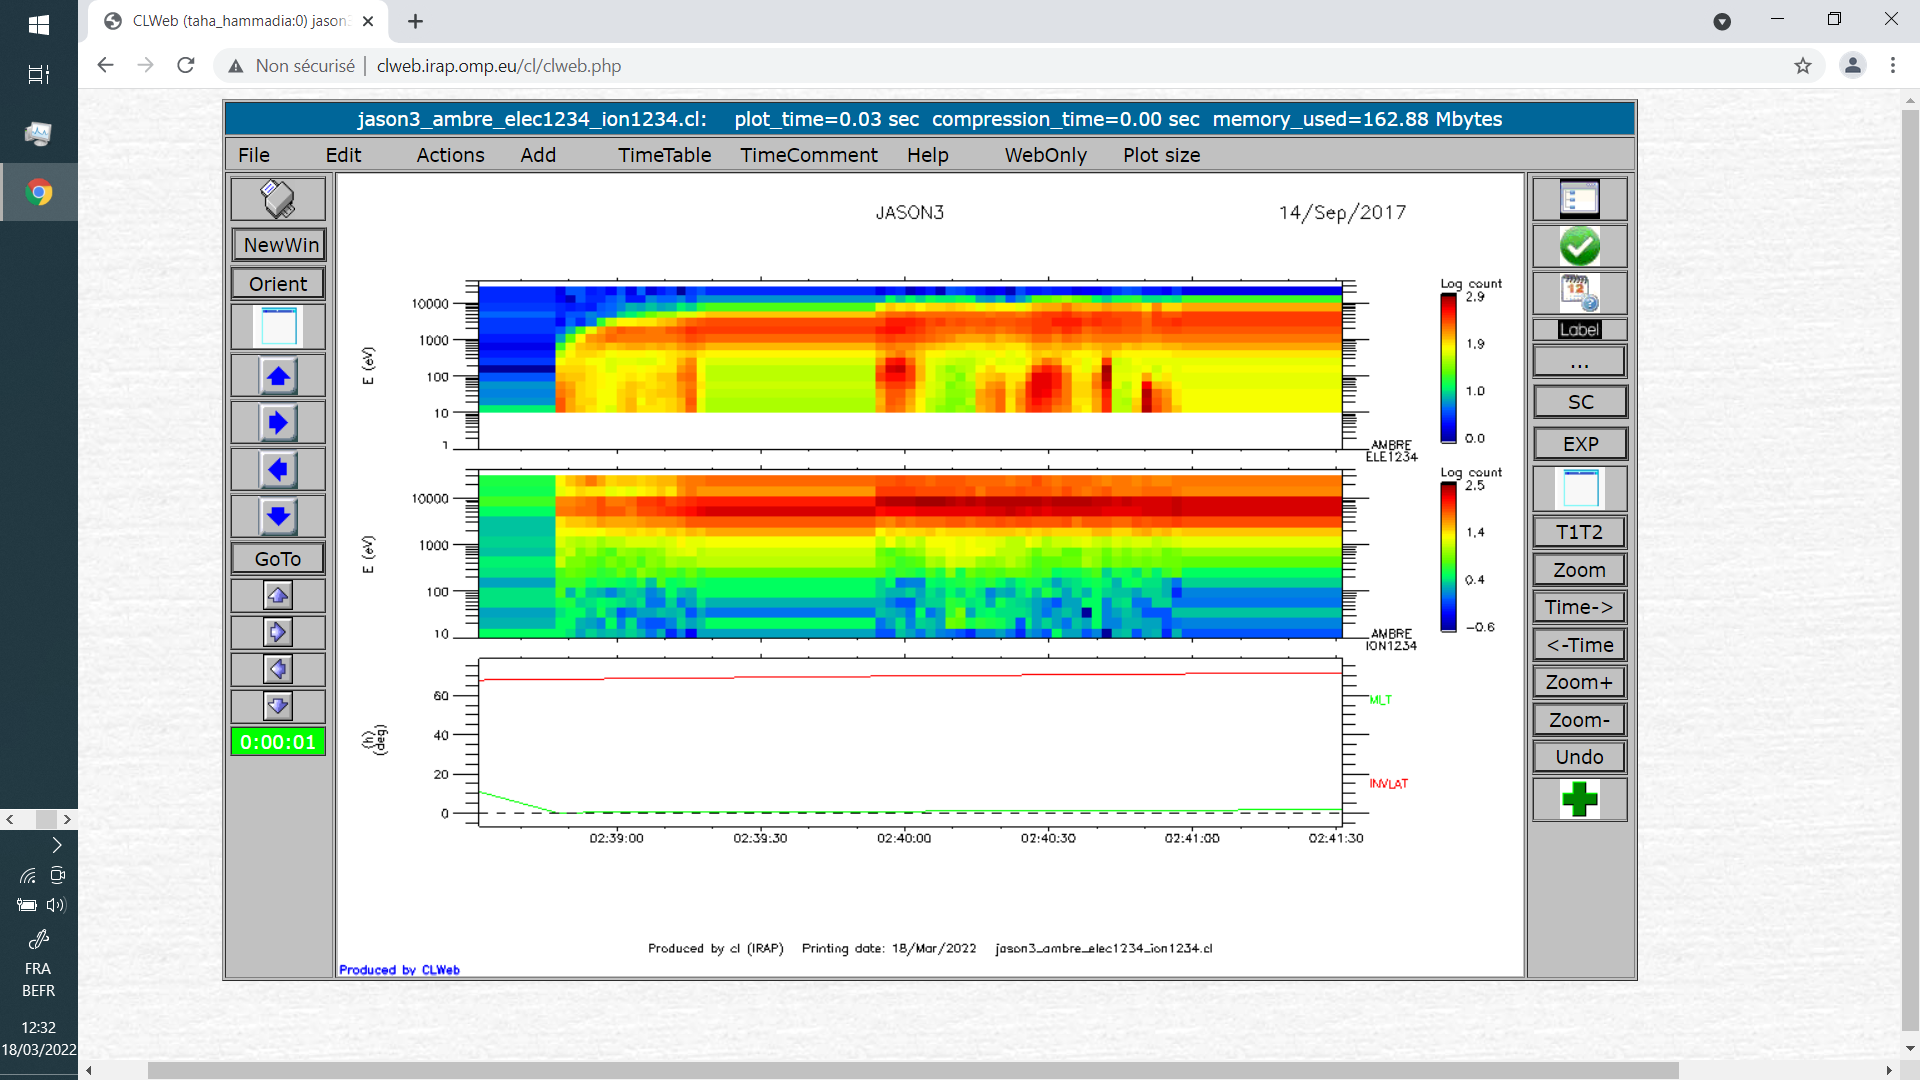 CLWeb (taha_hammadia:0) jason3
Non sécurisé | clweb.irap.omp.eu/cl/clweb.php
jason3_ambre_elec1234_ion1234.cl: plot_time=0.03 sec compression_time=0.00 sec memory_used=162.88 Mbytes
File Edit Actions Add TimeTable TimeComment Help WebOnly Plot size
NewWin
Orient
GoTo
0:00:01
JASON3 14/Sep/2017
10000
1000
100
10
1
E (eV)
Log count
2.9
1.9
1.0
0.0
AMBRE
ELE1234
10000
1000
100
10
E (eV)
Log count
2.5
1.4
0.4
-0.6
AMBRE
ION1234
60
40
20
0
(h)
(deg)
MLT
INVLAT
02:39:00 02:39:30 02:40:00 02:40:30 02:41:00 02:41:30
Produced by cl (IRAP) Printing date: 18/Mar/2022 jason3_ambre_elec1234_ion1234.cl
Produced by CLWeb
12
Label
...
SC
EXP
T1T2
Zoom
Time->
<-Time
Zoom+
Zoom-
Undo
FRA
BEFR
12:32
18/03/2022